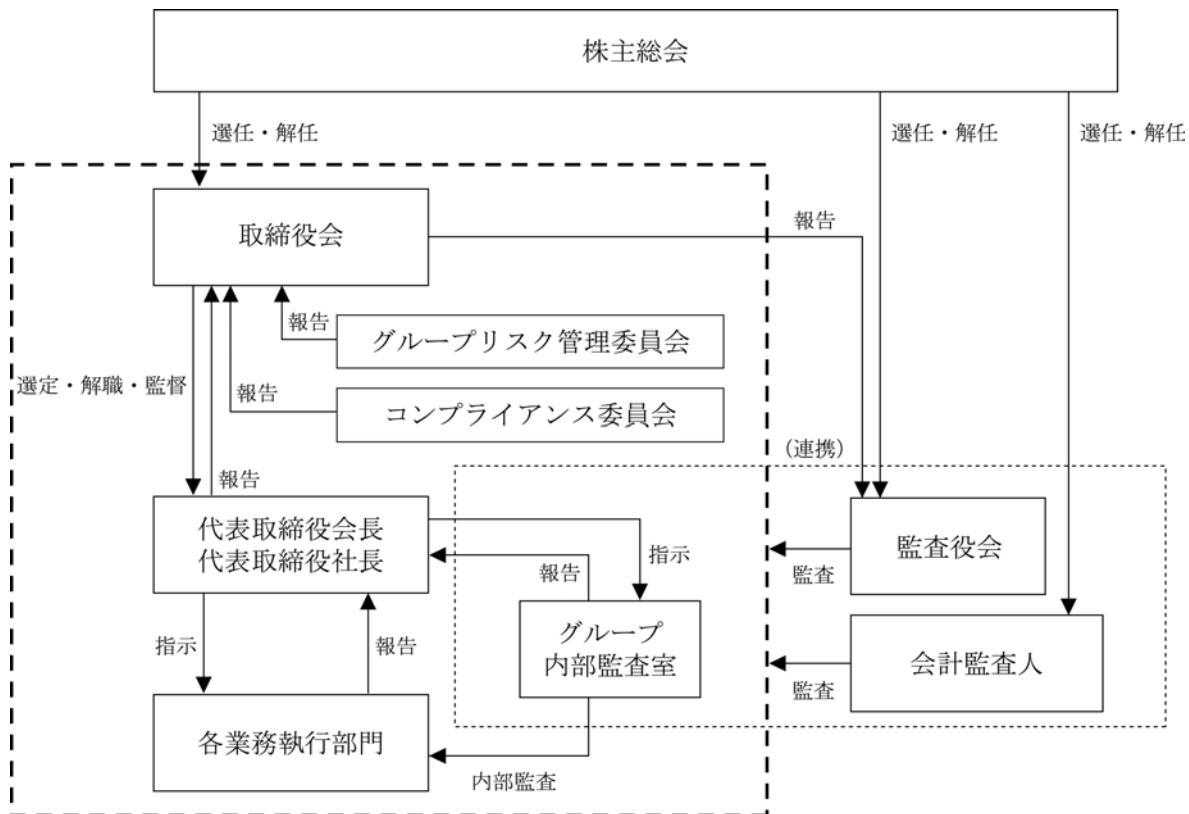 株主総会
選任・解任
選任・解任
選任・解任
取締役会
報告
報告
グループリスク管理委員会
選定・解職・監督
報告
コンプライアンス委員会
（連携）
報告
代表取締役会長
代表取締役社長
指示
報告
監査役会
監査
グループ
内部監査室
指示
報告
会計監査人
監査
各業務執行部門
内部監査